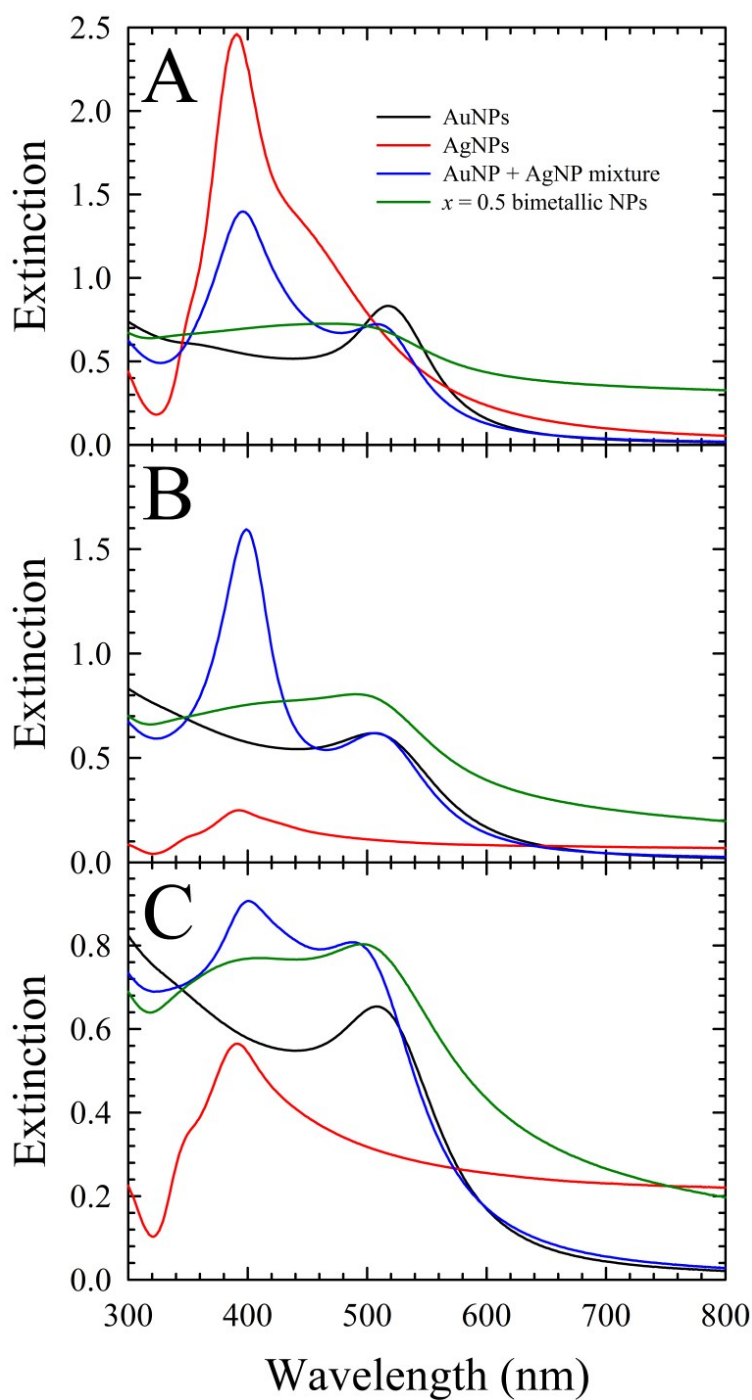 A
AuNPs
AgNPs
AuNP + AgNP mixture
x = 0.5 bimetallic NPs
Extinction
2.5
2.0
1.5
1.0
0.5
0.0
B
Extinction
1.5
1.0
0.5
0.0
C
Extinction
0.8
0.6
0.4
0.2
0.0
300 400 500 600 700 800
Wavelength (nm)